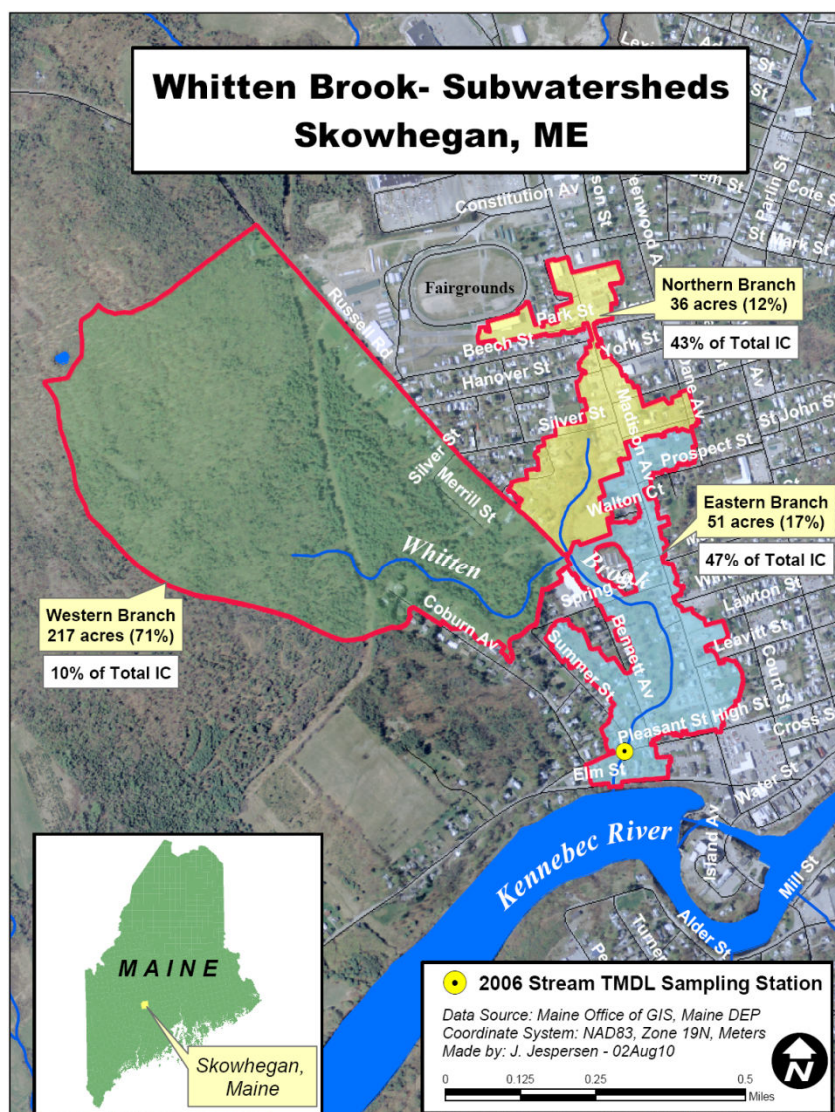 Whitten Brook- Subwatersheds
Skowhegan, ME
Constitution Av
Parlin St
Cote S
St Mark St
Fairgrounds
Park St
Northern Branch
36 acres (12%)
43% of Total IC
Russell Rd
Beech St
York St
Hanover St
Madison Av
St John S
Silver St
Silver St
Prospect St
Merrill St
Walton Ct
Eastern Branch
51 acres (17%)
47% of Total IC
Whitten
Brook
Spring S
Lawton St
Western Branch
217 acres (71%)
10% of Total IC
Coburn Av
Bennett Av
Leavitt St
Summer St
Court St
Pleasant St
High St
Cross S
Elm St
Water St
Kennebec River
Island Av
Mill St
Alder St
Turner
MAINE
Skowhegan,
Maine
2006 Stream TMDL Sampling Station
Data Source: Maine Office of GIS, Maine DEP
Coordinate System: NAD83, Zone 19N, Meters
Made by: J. Jespersen - 02Aug10
N
0 0.125 0.25 0.5
Miles